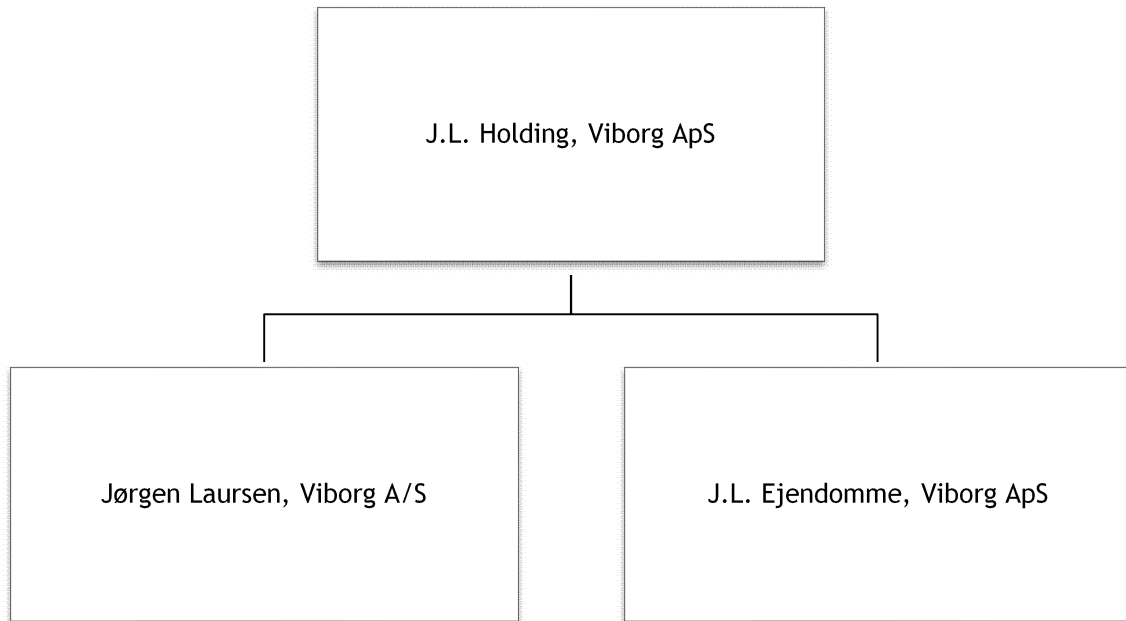 J.L. Holding, Viborg ApS
Jørgen Laursen, Viborg A/S
J.L. Ejendomme, Viborg ApS